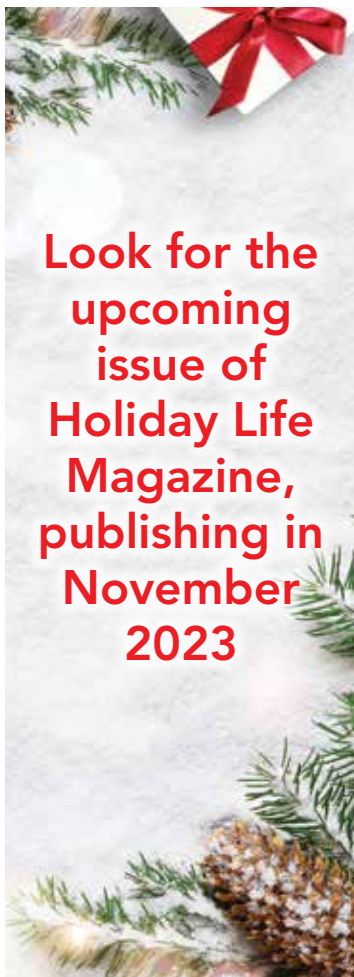 Look for the
upcoming
issue of
Holiday Life
Magazine,
publishing in
November
2023